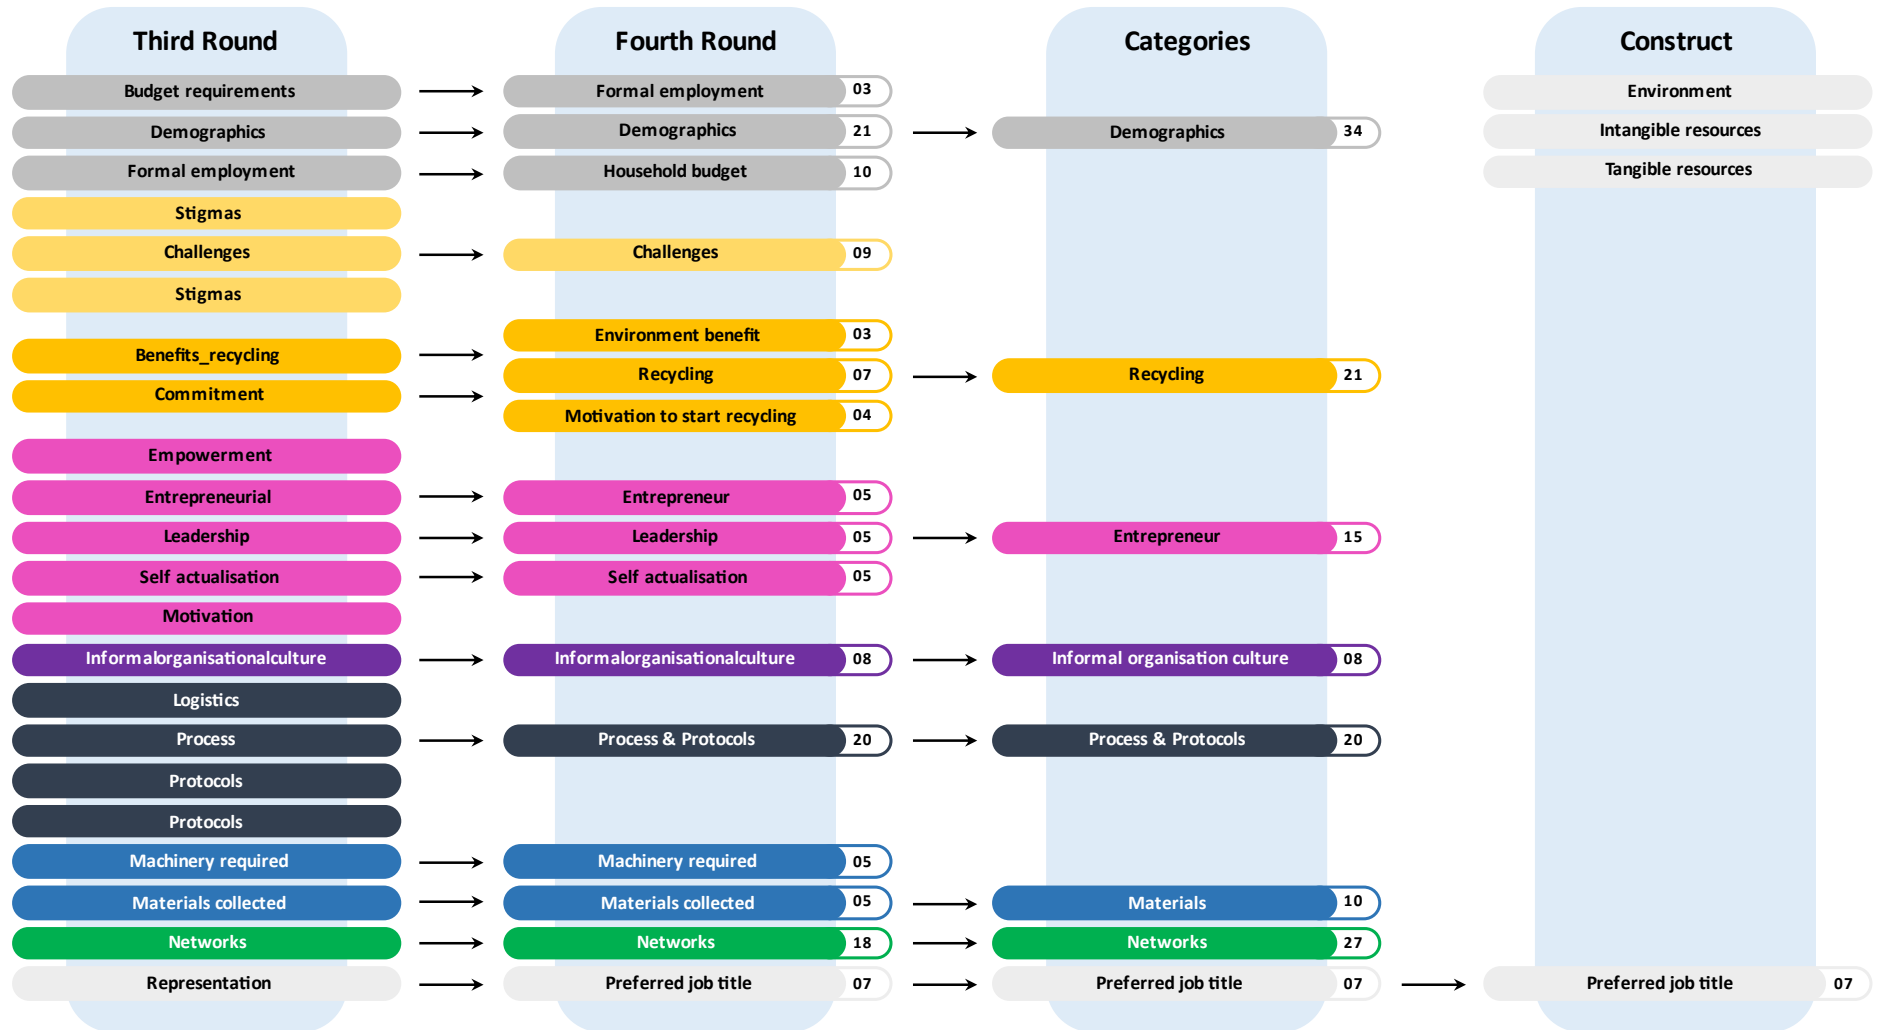 Third Round
Fourth Round
Categories
Construct
Budget requirements
Formal employment
03
Environment
Demographics
Demographics
21
Demographics
34
Intangible resources
Formal employment
Household budget
10
Tangible resources
Stigmas
Challenges
Challenges
09
Stigmas
Environment benefit
03
Benefits_recycling
Recycling
07
Recycling
21
Commitment
Motivation to start recycling
04
Empowerment
Entrepreneurial
Entrepreneur
05
Leadership
Leadership
05
Entrepreneur
15
Self actualisation
Self actualisation
05
Motivation
Informalorganisationalculture
Informalorganisationalculture
08
Informal organisation culture
08
Logistics
Process
Process & Protocols
20
Process & Protocols
20
Protocols
Protocols
Machinery required
Machinery required
05
Materials collected
Materials collected
05
Materials
10
Networks
Networks
18
Networks
27
Representation
Preferred job title
07
Preferred job title
07
Preferred job title
07